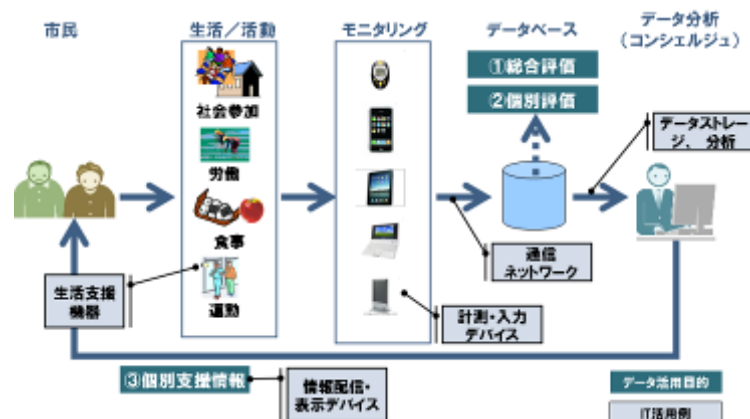 市民
生活／活動
モニタリング
データベース
データ分析
（コンシェルジュ）
①総合評価
②個別評価
社会参加
労働
食事
運動
データストレー
ジ、 分析
通信
ネットワーク
生活支援
機器
計測・入力
デバイス
③個別支援情報
情報配信・
表示デバイス
データ活用目的
IT活用例